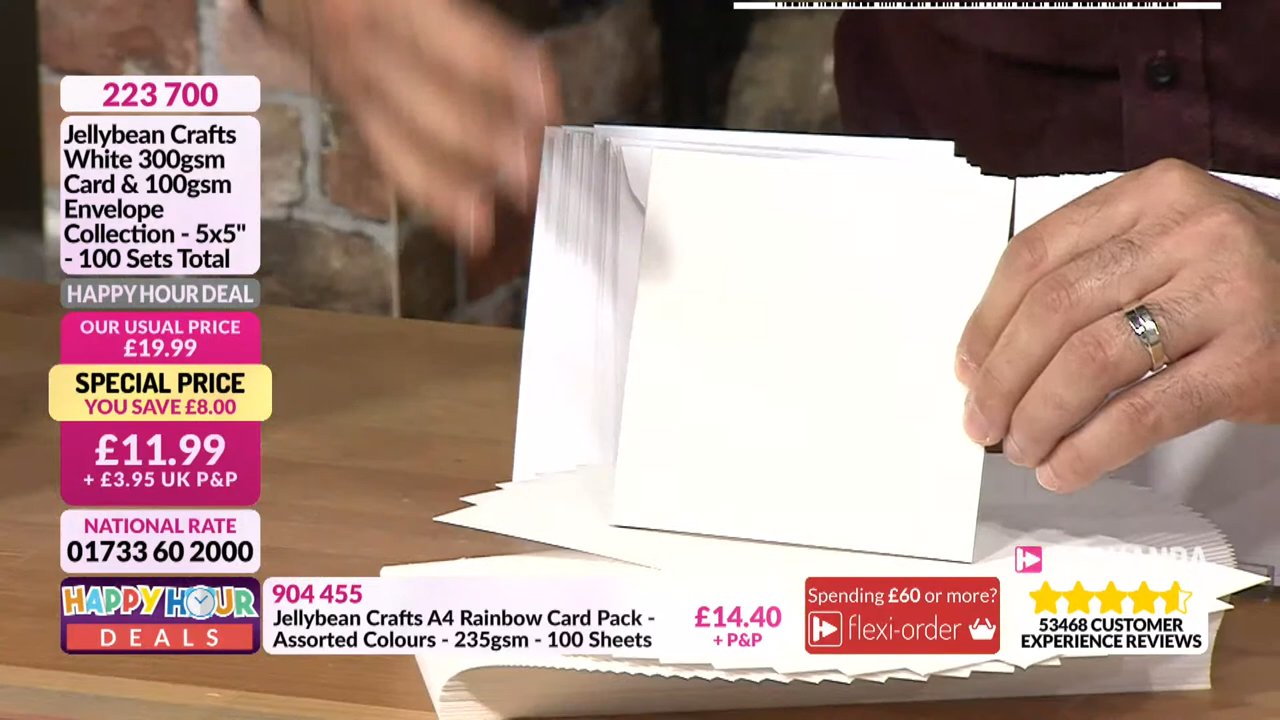 223 700
Jellybean Crafts
White 300gsm
Card & 100gsm
Envelope
Collection - 5x5"
- 100 Sets Total
HAPPY HOUR DEAL
OUR USUAL PRICE
£19.99
SPECIAL PRICE
YOU SAVE £8.00
£11.99
+ £3.95 UK P&P
NATIONAL RATE
01733 60 2000
HAPPY HOUR
DEALS
904 455
Jellybean Crafts A4 Rainbow Card Pack -
Assorted Colours - 235gsm - 100 Sheets
£14.40
+ P&P
Spending £60 or more?
flexi-order
53468 CUSTOMER
EXPERIENCE REVIEWS